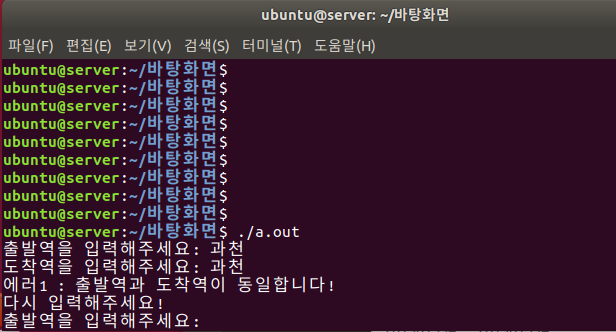 ubuntu@server: ~/바탕화면
파일(F) 편집(E) 보기(V) 검색(S) 터미널(T) 도움말(H)
ubuntu@server:~/바탕화면$
ubuntu@server:~/바탕화면$
ubuntu@server:~/바탕화면$
ubuntu@server:~/바탕화면$
ubuntu@server:~/바탕화면$
ubuntu@server:~/바탕화면$
ubuntu@server:~/바탕화면$
ubuntu@server:~/바탕화면$
ubuntu@server:~/바탕화면$
ubuntu@server:~/바탕화면$ ./a.out
출발역을 입력해주세요: 과천
도착역을 입력해주세요: 과천
에러1 : 출발역과 도착역이 동일합니다!
다시 입력해주세요!
출발역을 입력해주세요: